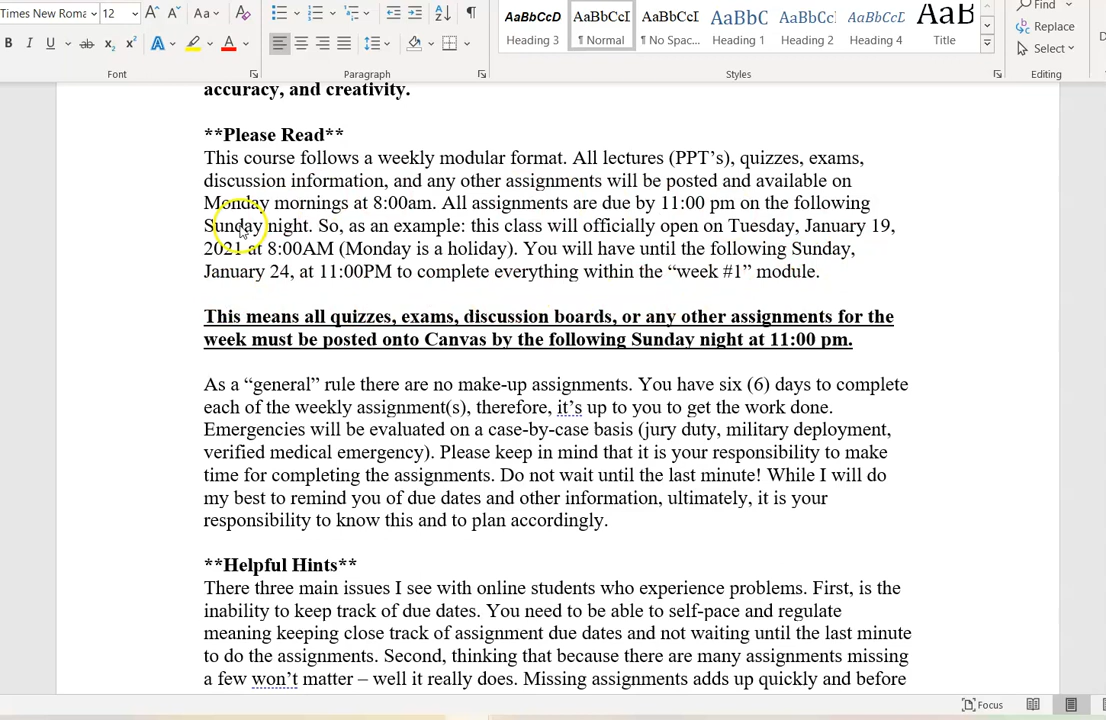 Find
Times New Roma 12 Aa
AaBbCcD AaBbCcI AaBbCcI AaBbC AaBbCc AaBbCcD AaB
Heading 3 ¶ Normal ¶ No Spac... Heading 1 Heading 2 Heading 4 Title
Replace
Select
B I U ab x₂ x² A A
Font Paragraph Styles Editing
accuracy, and creativity.
**Please Read**
This course follows a weekly modular format. All lectures (PPT’s), quizzes, exams,
discussion information, and any other assignments will be posted and available on
Monday mornings at 8:00am. All assignments are due by 11:00 pm on the following
Sunday night. So, as an example: this class will officially open on Tuesday, January 19,
2021 at 8:00AM (Monday is a holiday). You will have until the following Sunday,
January 24, at 11:00PM to complete everything within the “week #1” module.
This means all quizzes, exams, discussion boards, or any other assignments for the
week must be posted onto Canvas by the following Sunday night at 11:00 pm.
As a “general” rule there are no make-up assignments. You have six (6) days to complete
each of the weekly assignment(s), therefore, it’s up to you to get the work done.
Emergencies will be evaluated on a case-by-case basis (jury duty, military deployment,
verified medical emergency). Please keep in mind that it is your responsibility to make
time for completing the assignments. Do not wait until the last minute! While I will do
my best to remind you of due dates and other information, ultimately, it is your
responsibility to know this and to plan accordingly.
**Helpful Hints**
There three main issues I see with online students who experience problems. First, is the
inability to keep track of due dates. You need to be able to self-pace and regulate
meaning keeping close track of assignment due dates and not waiting until the last minute
to do the assignments. Second, thinking that because there are many assignments missing
a few won’t matter – well it really does. Missing assignments adds up quickly and before
Focus